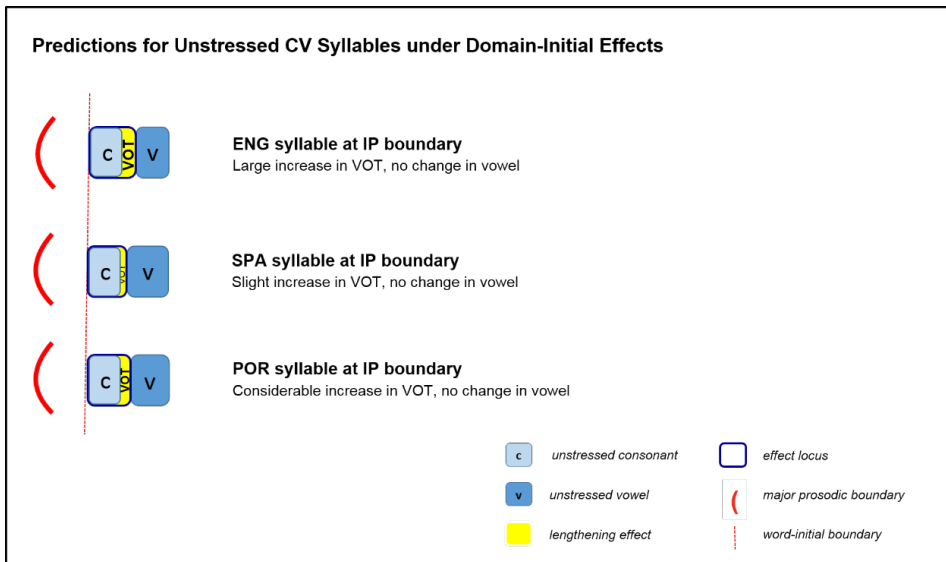 Predictions for Unstressed CV Syllables under Domain-Initial Effects
C VOT V
ENG syllable at IP boundary
Large increase in VOT, no change in vowel
C VOT V
SPA syllable at IP boundary
Slight increase in VOT, no change in vowel
C VOT V
POR syllable at IP boundary
Considerable increase in VOT, no change in vowel
c unstressed consonant
effect locus
v unstressed vowel
( major prosodic boundary
lengthening effect
word-initial boundary